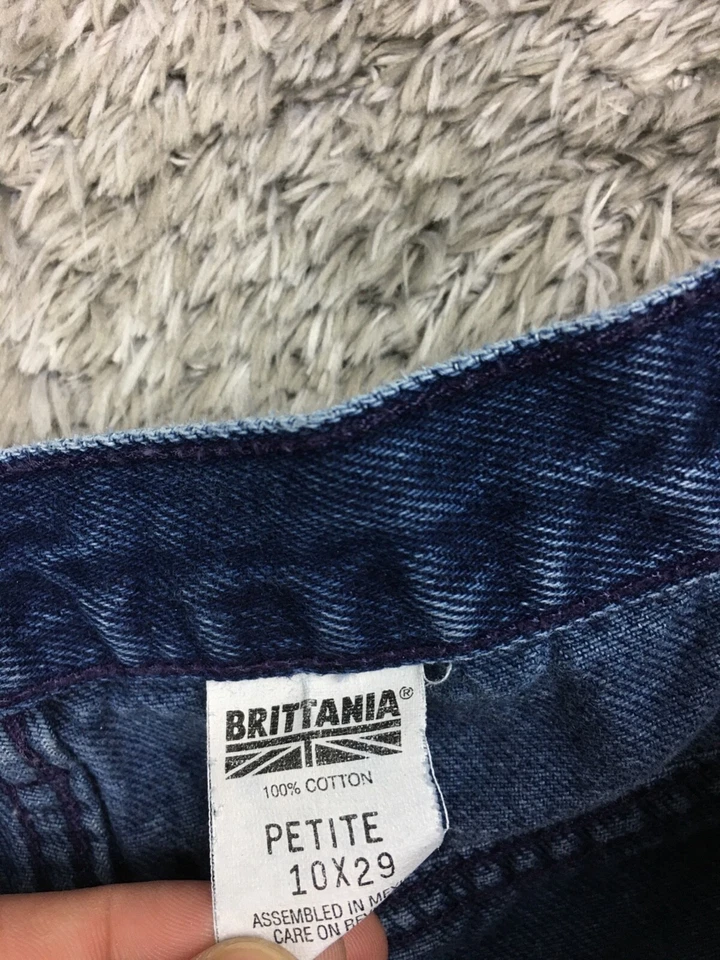 BRITTANIA®
100% COTTON
PETITE
10X29
ASSEMBLED IN
CARE ON